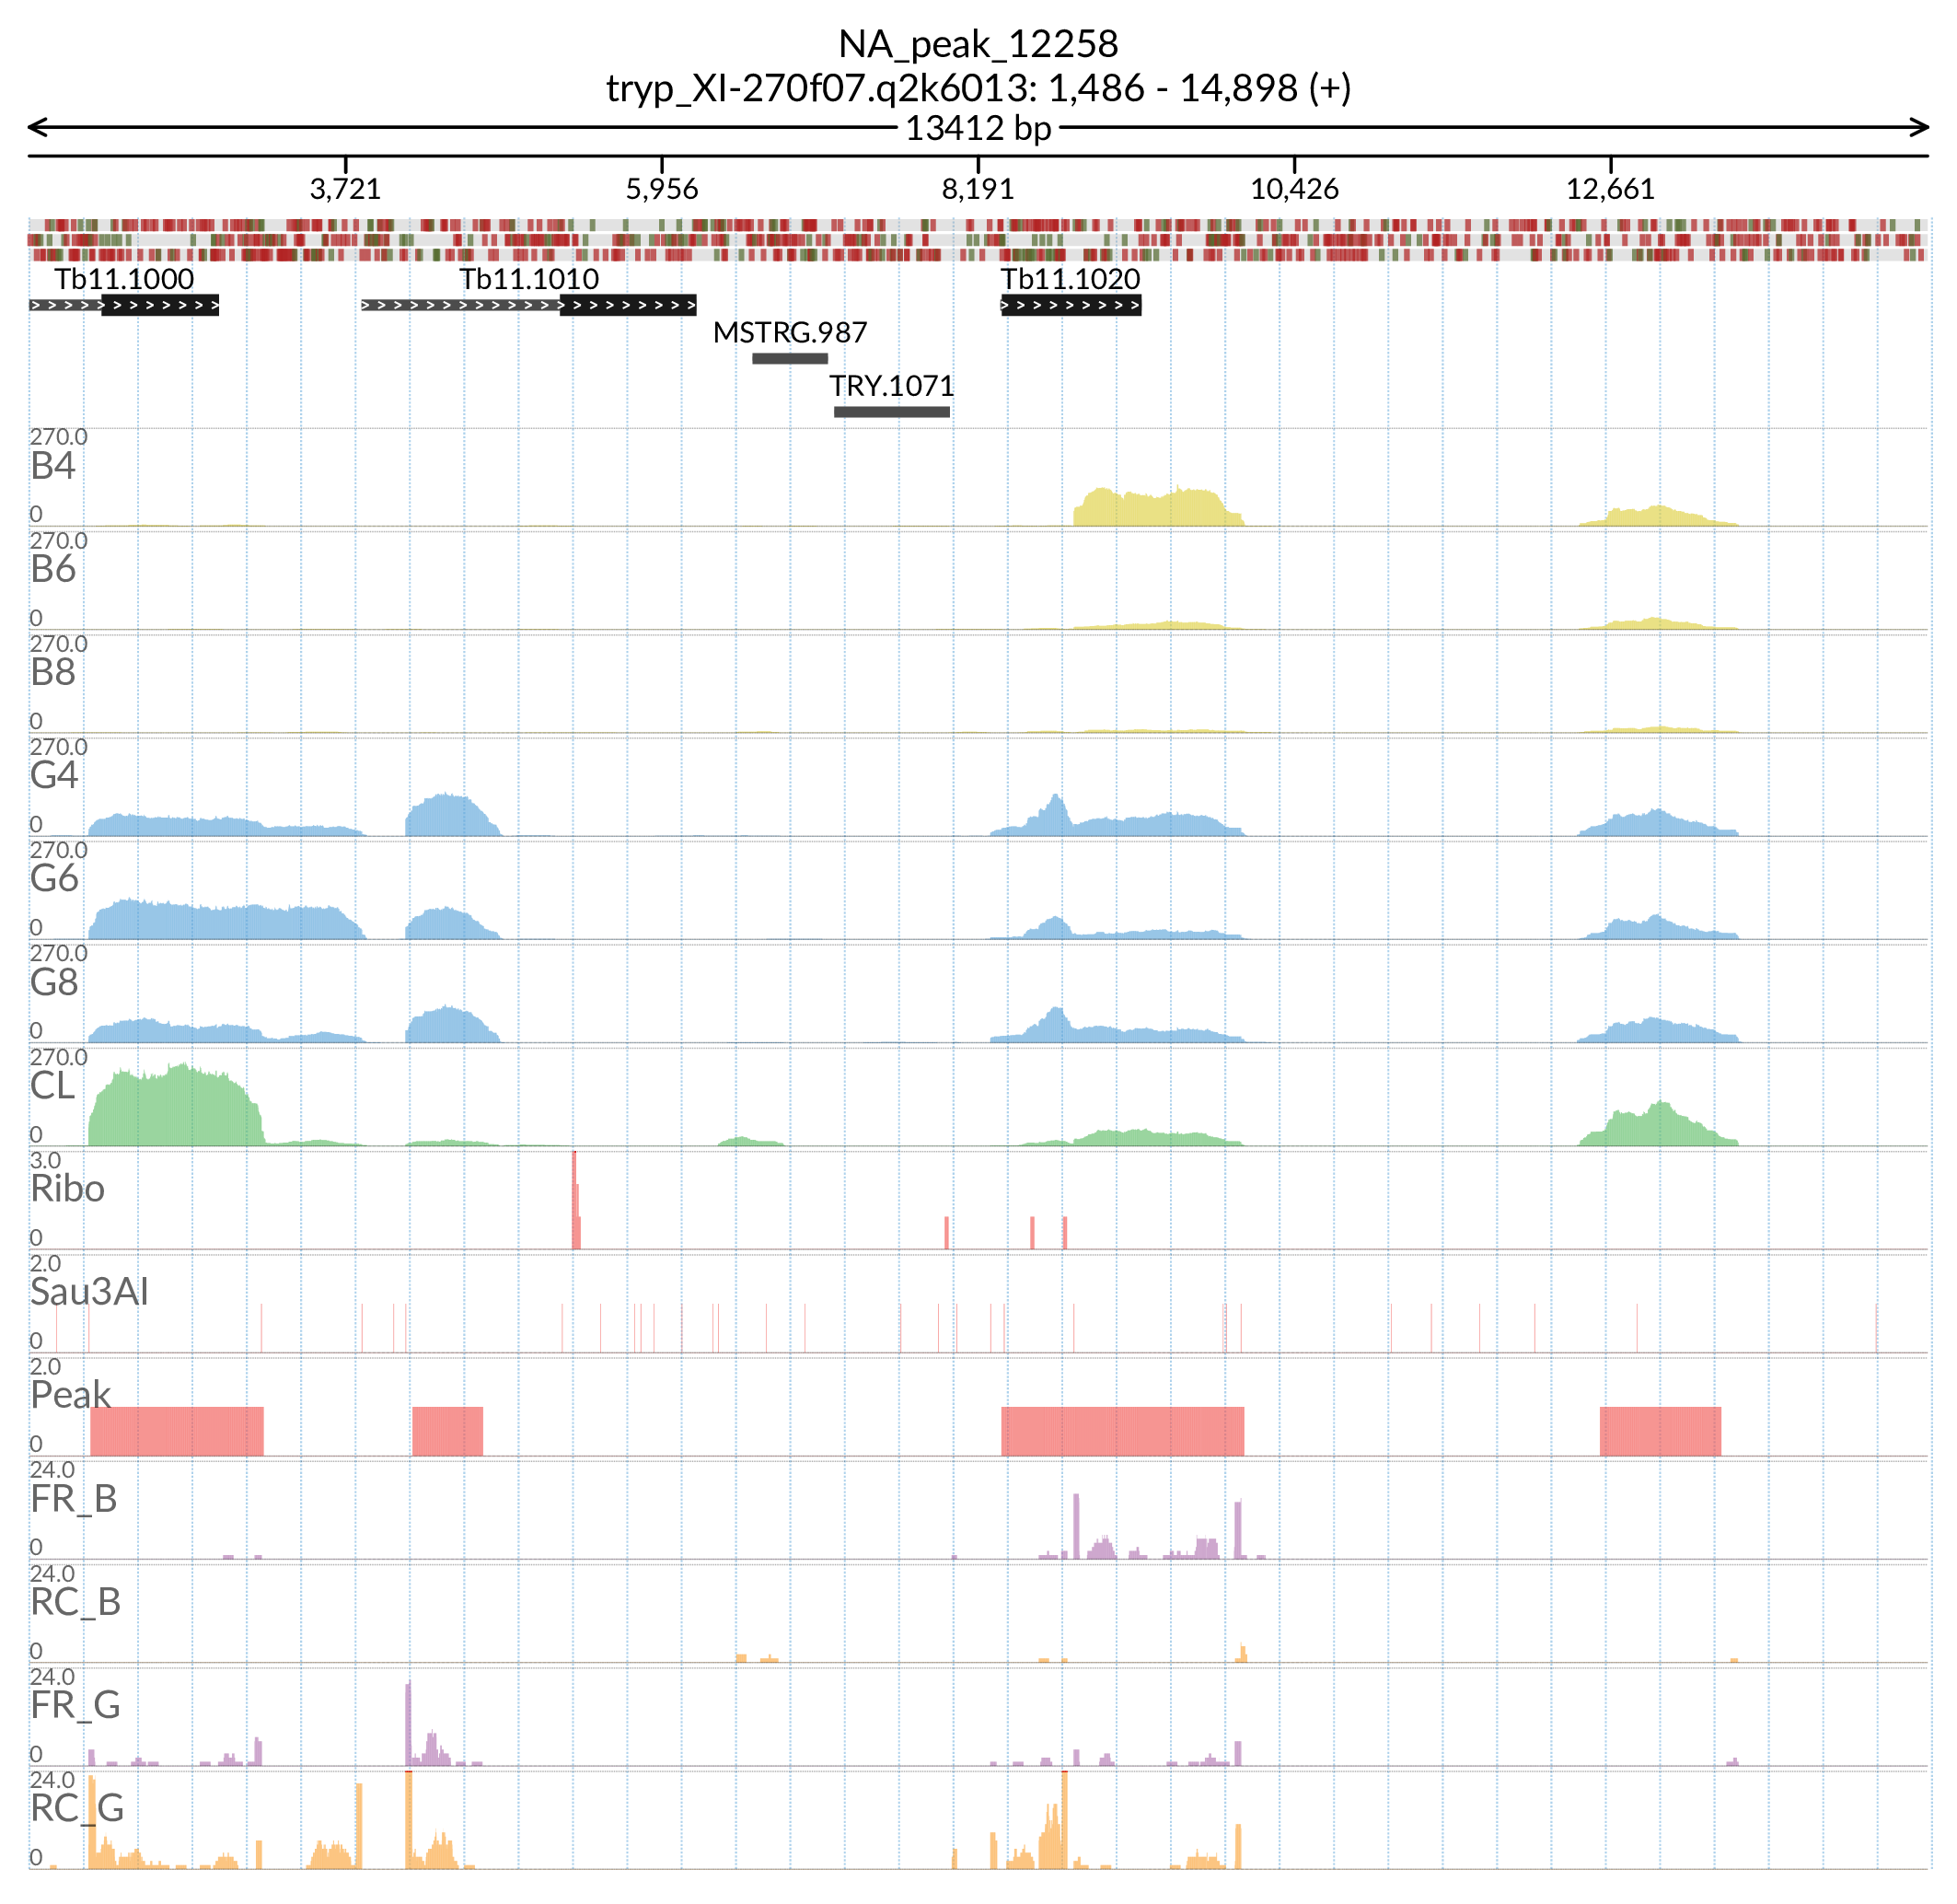 NA_peak_12258
tryp_XI-270f07.q2k6013: 1,486 - 14,898 (+)
13412 bp
3,721 5,956 8,191 10,426 12,661
Tb11.1000 Tb11.1010 Tb11.1020
MSTRG.987
TRY.1071
270.0
B4
0
270.0
B6
0
270.0
B8
0
270.0
G4
0
270.0
G6
0
270.0
G8
0
270.0
CL
0
3.0
Ribo
0
2.0
Sau3AI
0
2.0
Peak
0
24.0
FR_B
0
24.0
RC_B
0
24.0
FR_G
0
24.0
RC_G
0